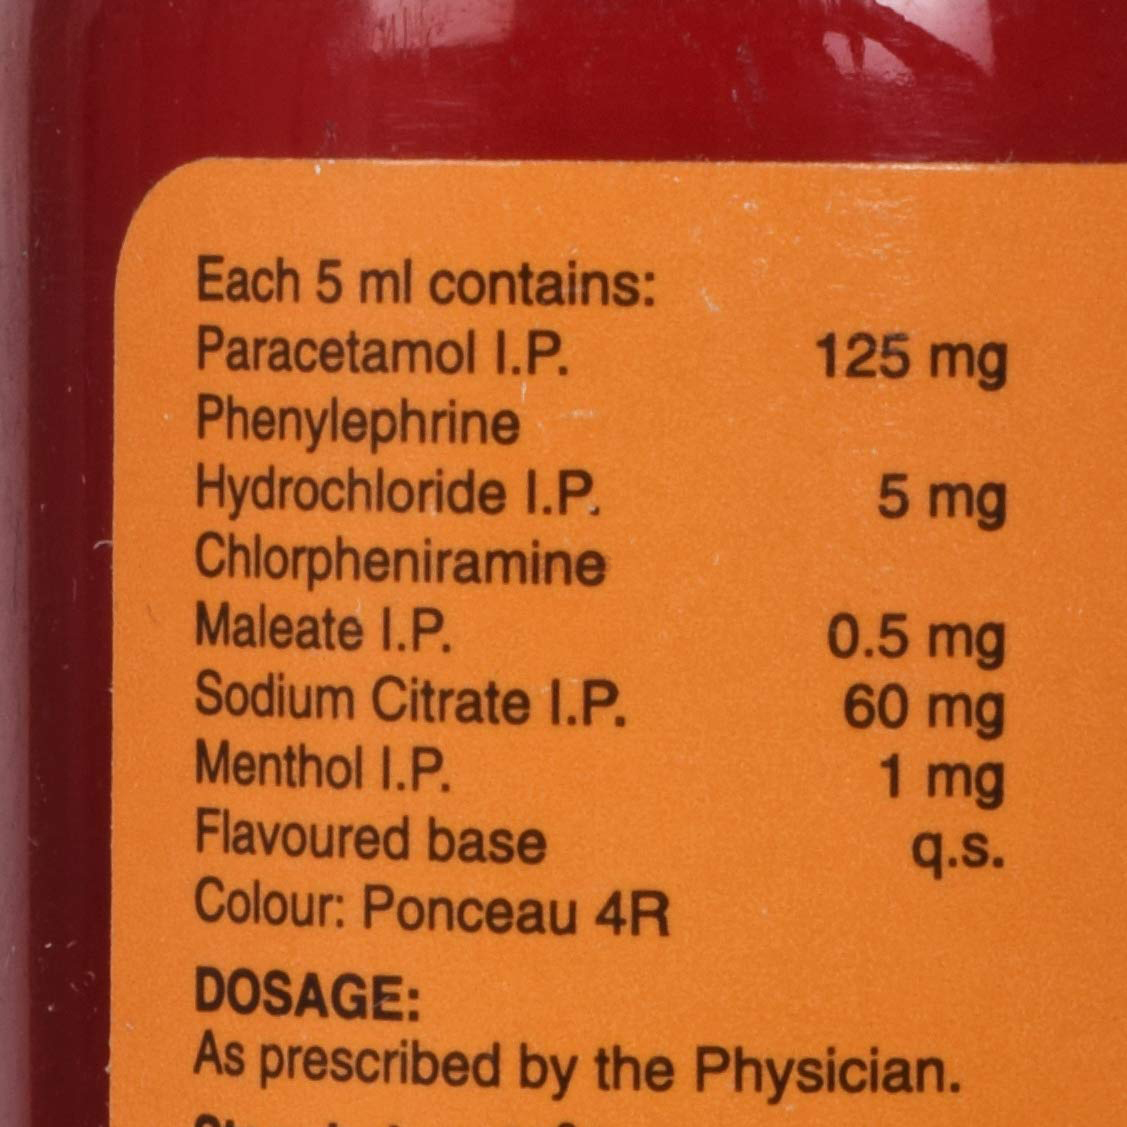 Each 5 ml contains:
Paracetamol I.P. 125 mg
Phenylephrine
Hydrochloride I.P. 5 mg
Chlorpheniramine
Maleate I.P. 0.5 mg
Sodium Citrate I.P. 60 mg
Menthol I.P. 1 mg
Flavoured base q.s.
Colour: Ponceau 4R
DOSAGE:
As prescribed by the Physician.